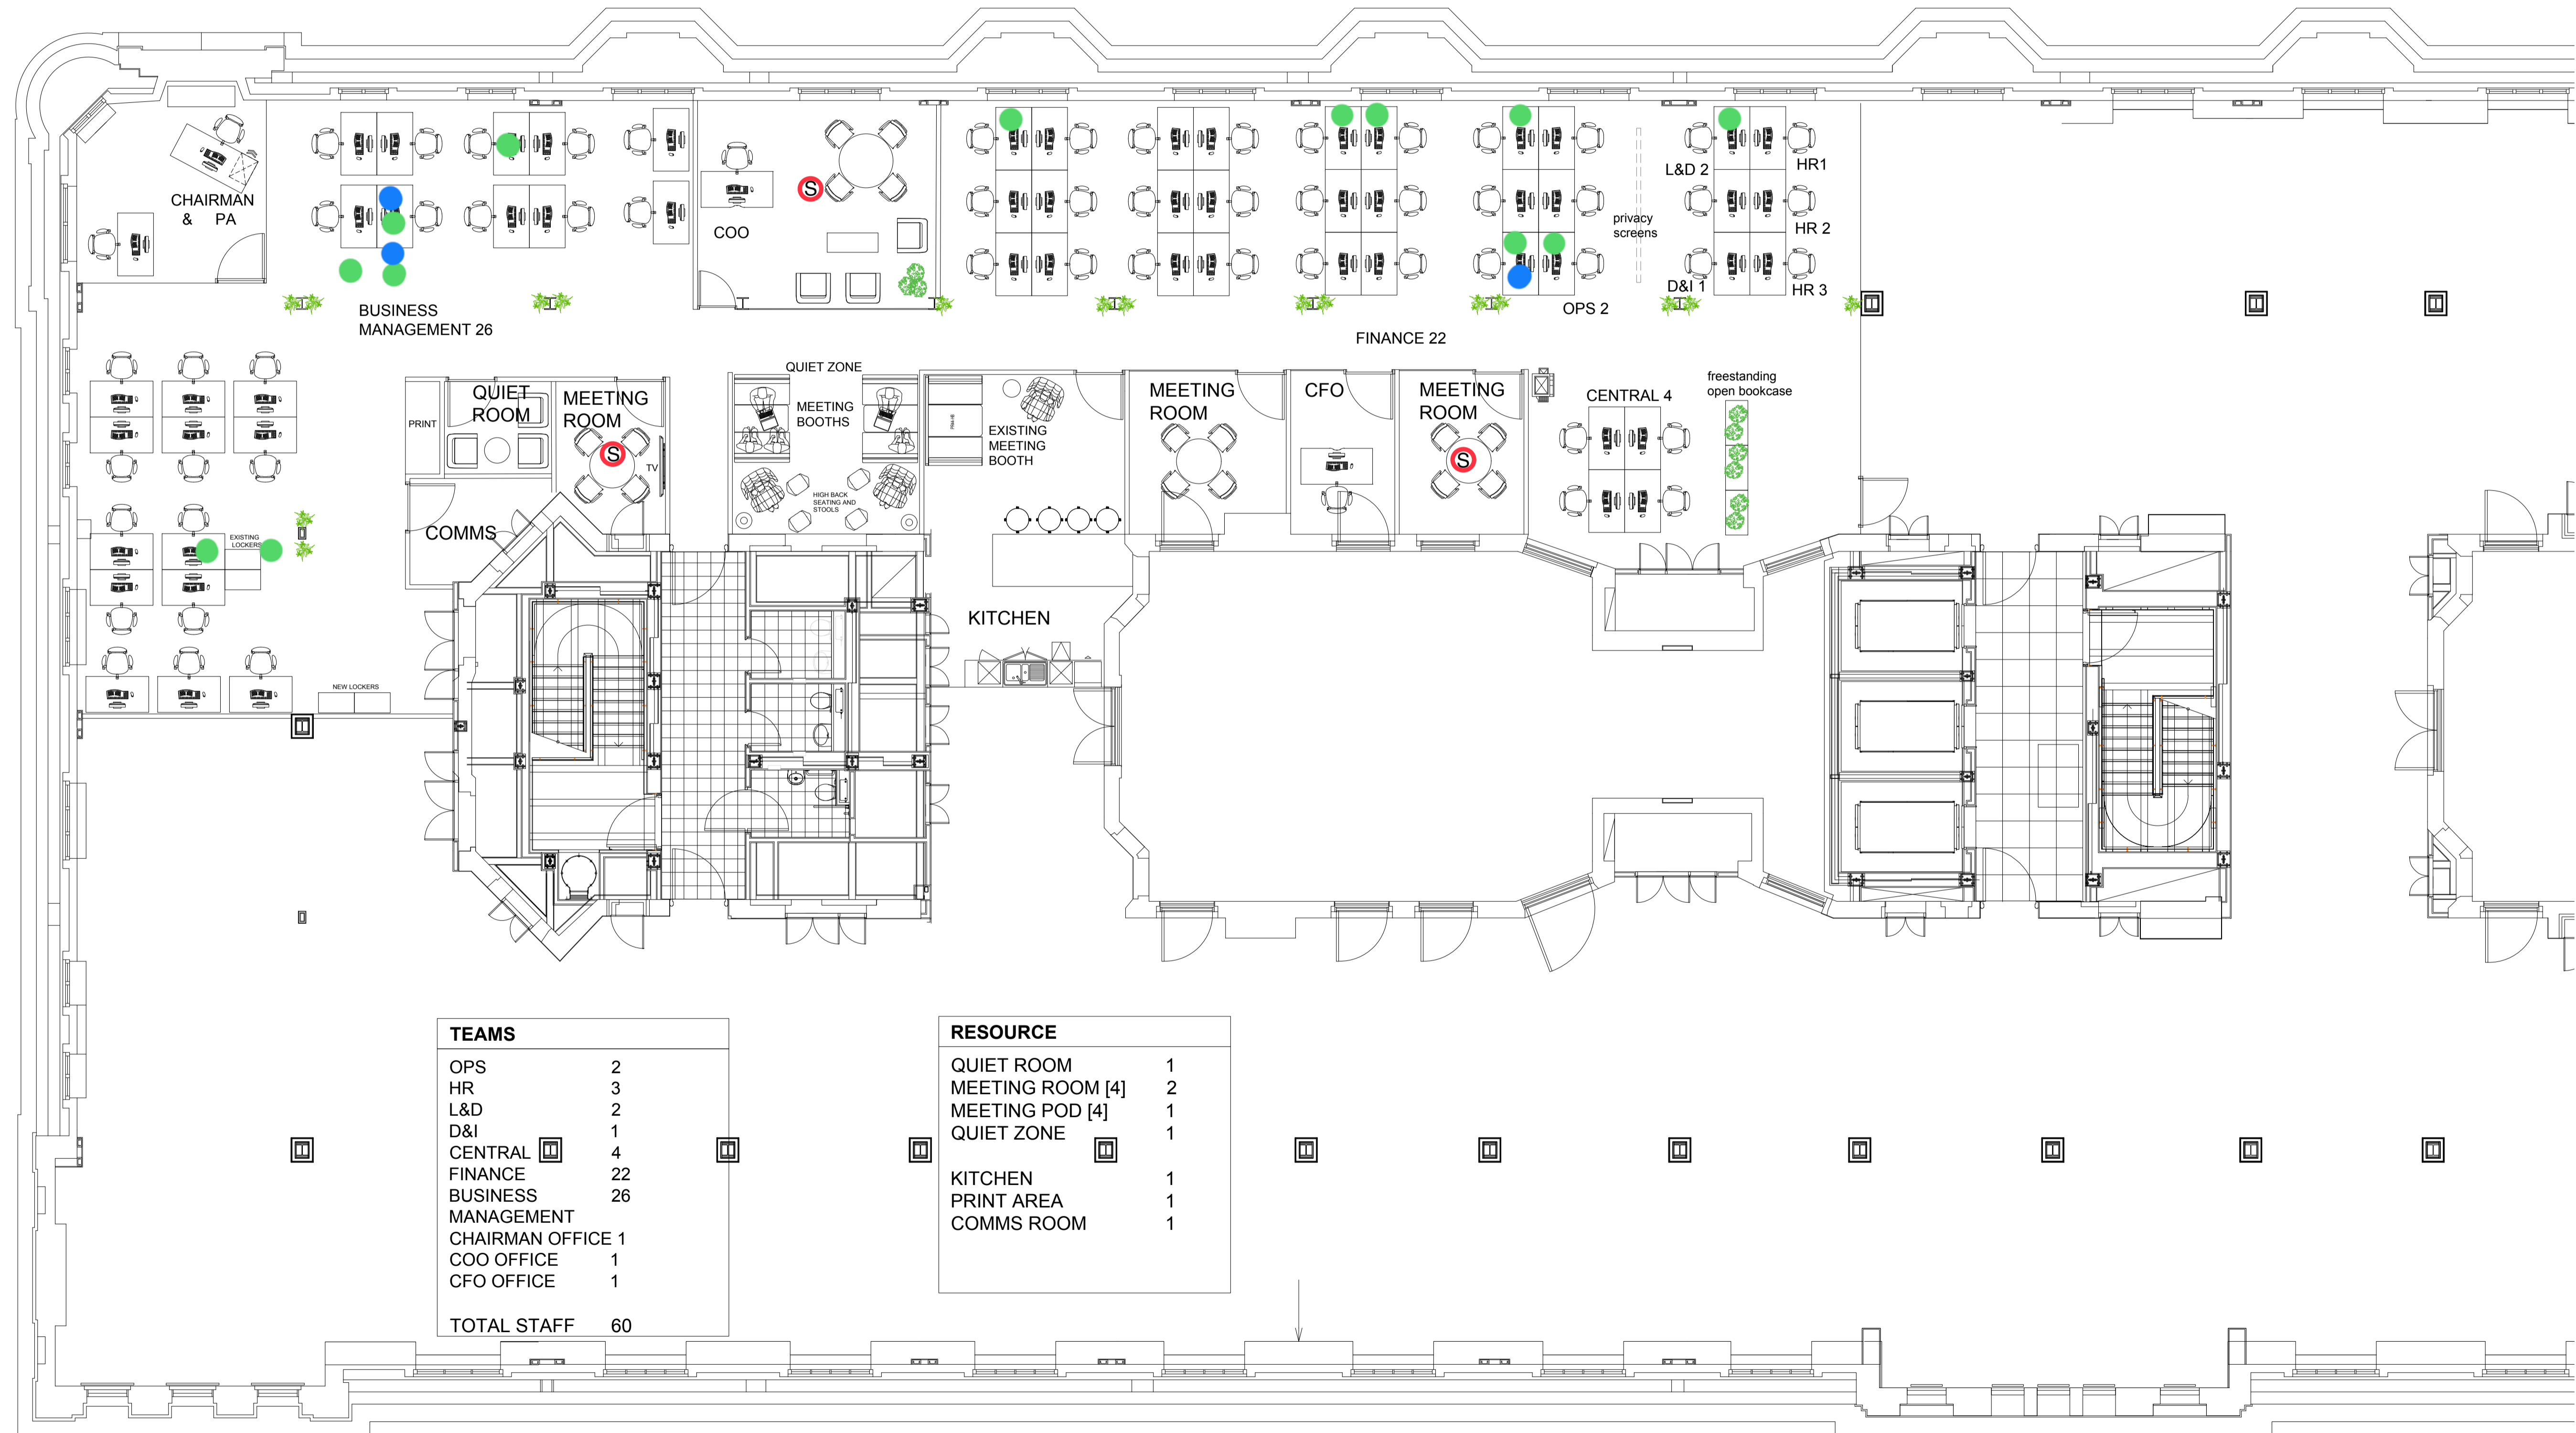 CHAIRMAN
& PA
BUSINESS
MANAGEMENT 26
COO
S
L&D 2
HR1
HR 2
HR 3
privacy
screens
D&I 1
OPS 2
FINANCE 22
PRINT
QUIET
ROOM
MEETING
ROOM
S
TV
COMMS
QUIET ZONE
MEETING
BOOTHS
HIGH BACK
SEATING AND
STOOLS
EXISTING
MEETING
BOOTH
MEETING
ROOM
CFO
MEETING
ROOM
S
CENTRAL 4
freestanding
open bookcase
EXISTING
LOCKERS
NEW LOCKERS
KITCHEN
TEAMS
OPS 2
HR 3
L&D 2
D&I 1
CENTRAL 4
FINANCE 22
BUSINESS 26
MANAGEMENT
CHAIRMAN OFFICE 1
COO OFFICE 1
CFO OFFICE 1
TOTAL STAFF 60
RESOURCE
QUIET ROOM 1
MEETING ROOM [4] 2
MEETING POD [4] 1
QUIET ZONE 1
KITCHEN 1
PRINT AREA 1
COMMS ROOM 1